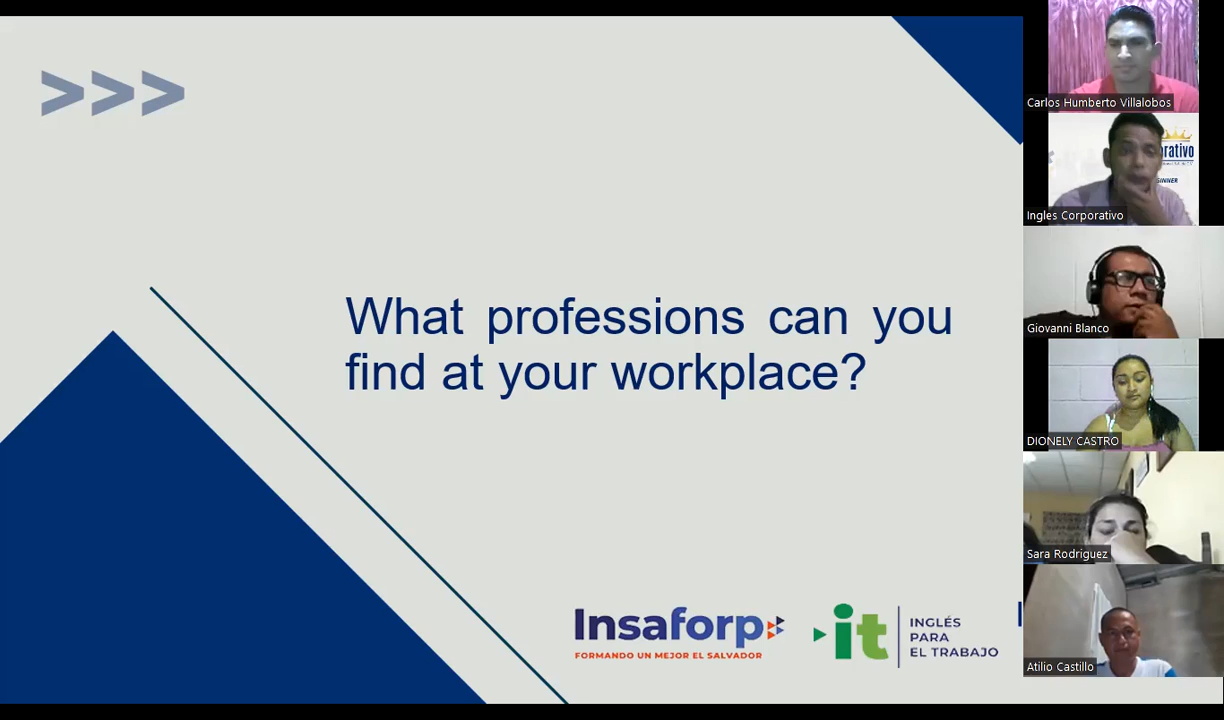 >>>
What professions can you
find at your workplace?
Insaforp
FORMANDO UN MEJOR EL SALVADOR
it
INGLÉS
PARA
EL TRABAJO
Carlos Humberto Villalobos
Ingles Corporativo
Giovanni Blanco
DIONELY CASTRO
Sara Rodriguez
Atilio Castillo